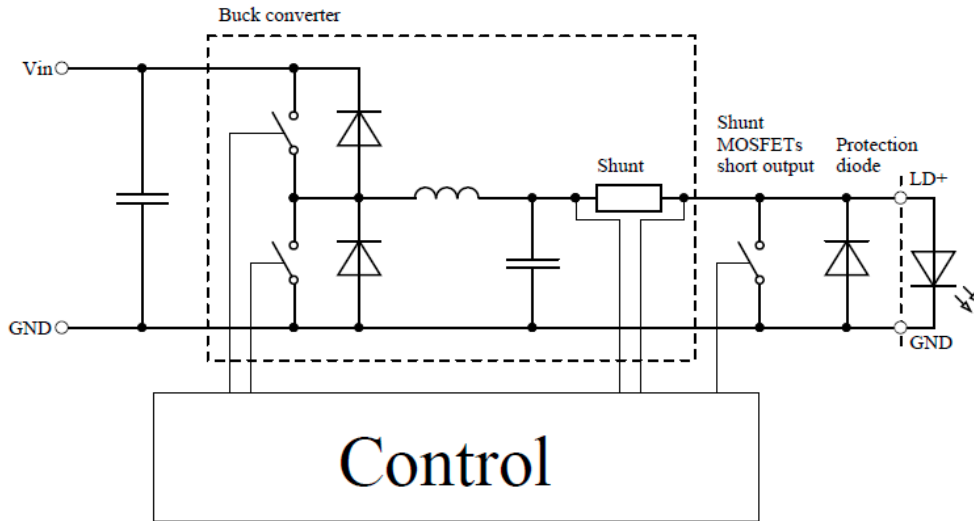 Buck converter
Vin
Shunt
MOSFETs
short output
Protection
diode
Shunt
LD+
GND
GND
Control